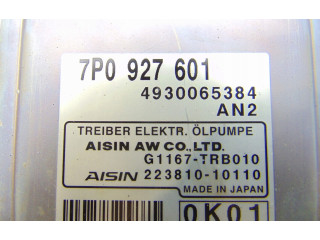 7P0 927 601
4930065384
AN2
TREIBER ELEKTR. ÖLPUMPE
AISIN AW CO.,LTD.
G1167-TRB010
AISIN 223810-10110
MADE IN JAPAN
0K01